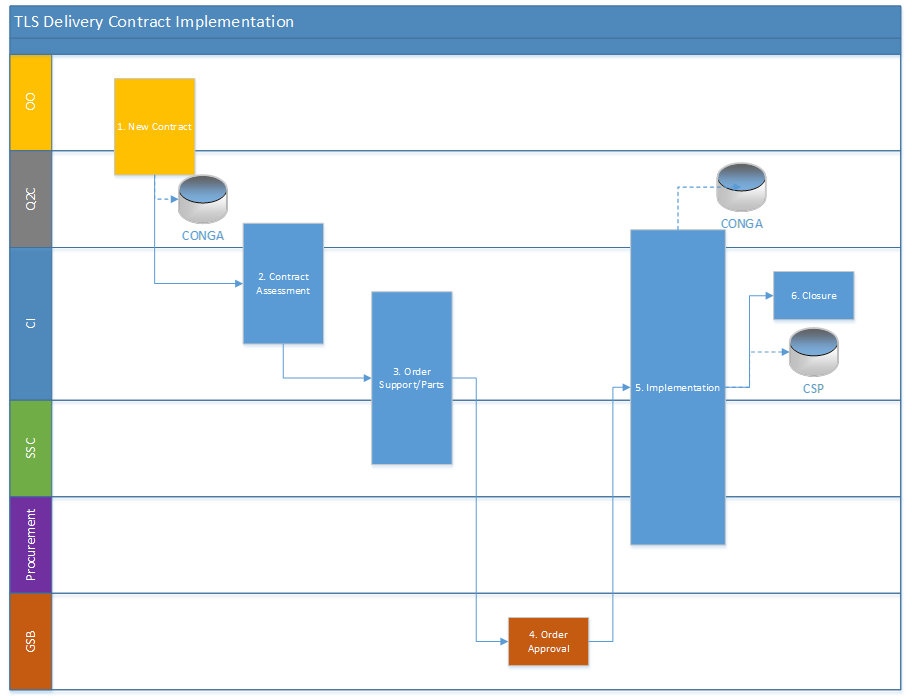 TLS Delivery Contract Implementation
OO
1. New Contract
Q2C
CONGA
CONGA
CI
2. Contract
Assessment
3. Order
Support/Parts
5. Implementation
6. Closure
CSP
SSC
Procurement
GSB
4. Order
Approval